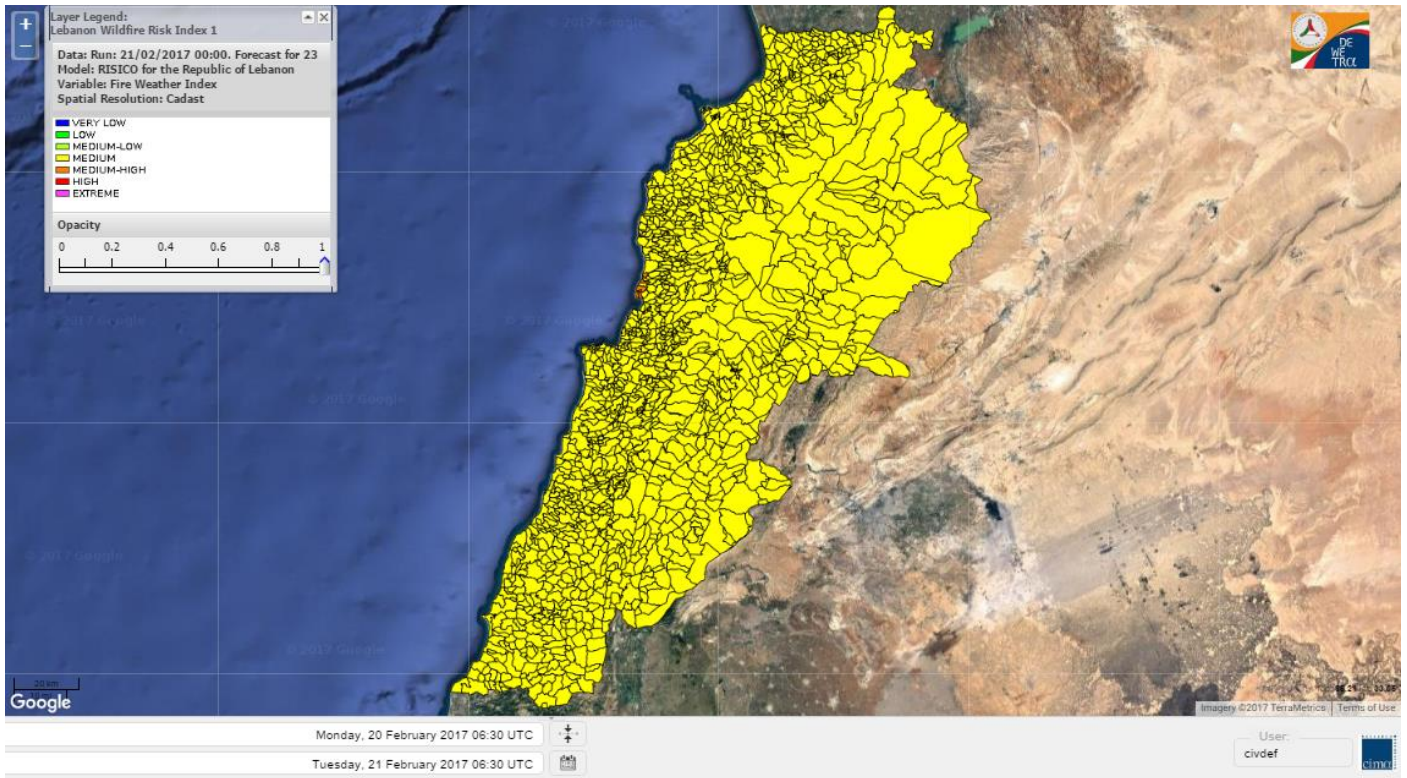 +
−
Layer Legend:
Lebanon Wildfire Risk Index 1
Data: Run: 21/02/2017 00:00. Forecast for 23
Model: RISICO for the Republic of Lebanon
Variable: Fire Weather Index
Spatial Resolution: Cadast
VERY LOW
LOW
MEDIUM-LOW
MEDIUM
MEDIUM-HIGH
HIGH
EXTREME
Opacity
0 0.2 0.4 0.6 0.8 1
DE
WE
TRα
2017 Google
© 2017 Google
© 2017 Google
© 2017 Google
© 2017 Google
20 km
Google
Imagery ©2017 TerraMetrics Terms of Use
Monday, 20 February 2017 06:30 UTC
Tuesday, 21 February 2017 06:30 UTC
User:
civdef
cima